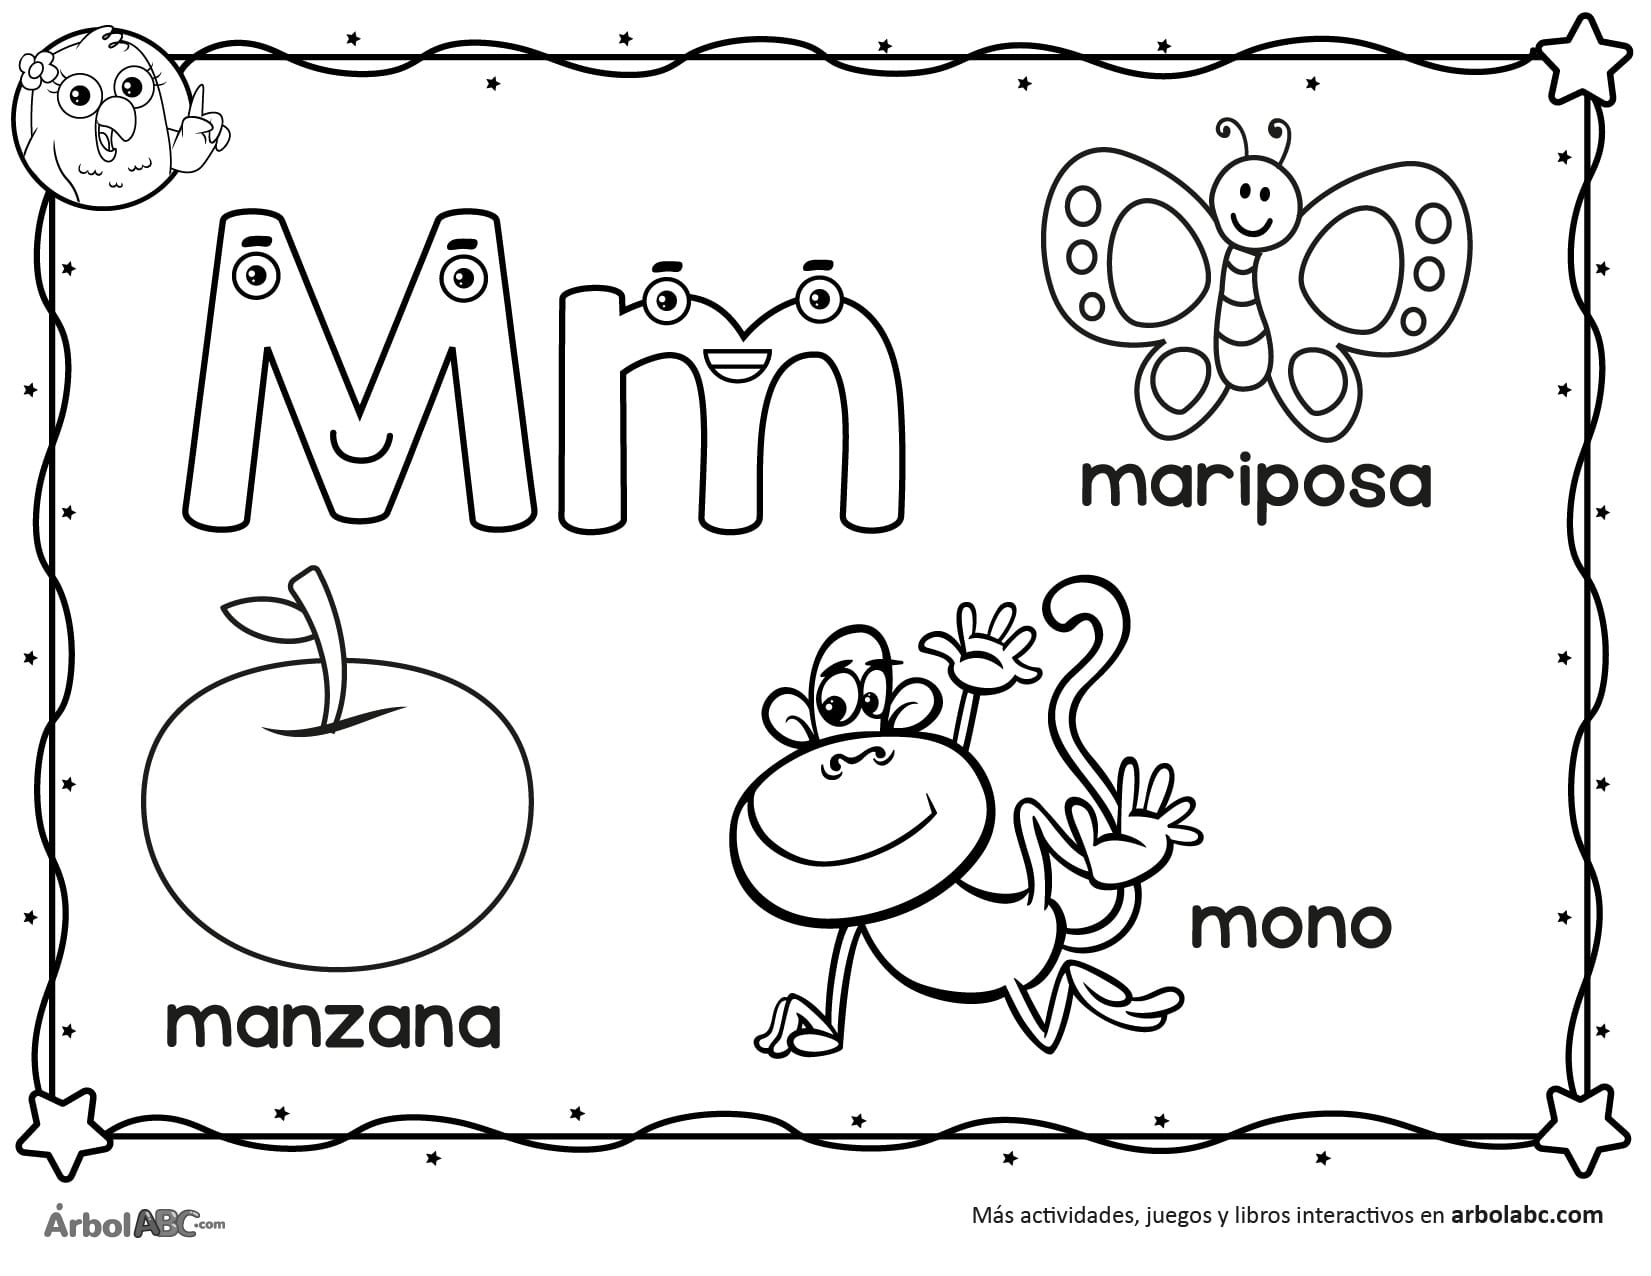 Mm
mariposa
manzana
mono
ÁrbolABC.com
Más actividades, juegos y libros interactivos en arbolabc.com